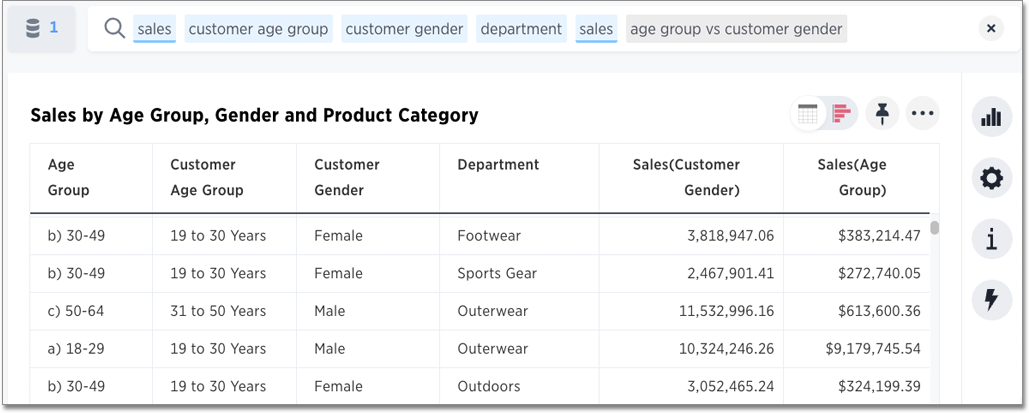 1 sales customer age group customer gender department sales age group vs customer gender
Sales by Age Group, Gender and Product Category
Age Group Customer Age Group Customer Gender Department Sales(Customer Gender) Sales(Age Group)
b) 30-49 19 to 30 Years Female Footwear 3,818,947.06 $383,214.47
b) 30-49 19 to 30 Years Female Sports Gear 2,467,901.41 $272,740.05
c) 50-64 31 to 50 Years Male Outerwear 11,532,996.16 $613,600.36
a) 18-29 19 to 30 Years Male Outerwear 10,324,246.26 $9,179,745.54
b) 30-49 19 to 30 Years Female Outdoors 3,052,465.24 $324,199.39